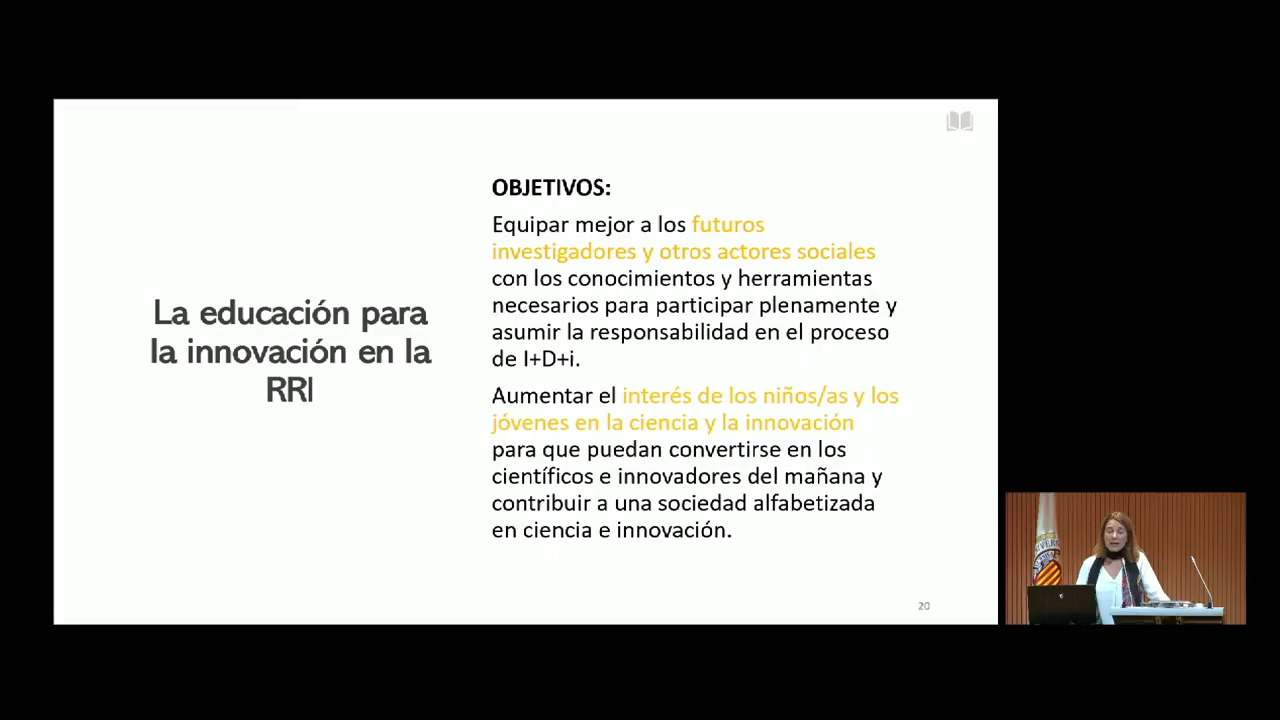 La educación para
la innovación en la
RRI
OBJETIVOS:
Equipar mejor a los futuros
investigadores y otros actores sociales
con los conocimientos y herramientas
necesarios para participar plenamente y
asumir la responsabilidad en el proceso
de I+D+i.
Aumentar el interés de los niños/as y los
jóvenes en la ciencia y la innovación
para que puedan convertirse en los
científicos e innovadores del mañana y
contribuir a una sociedad alfabetizada
en ciencia e innovación.
20